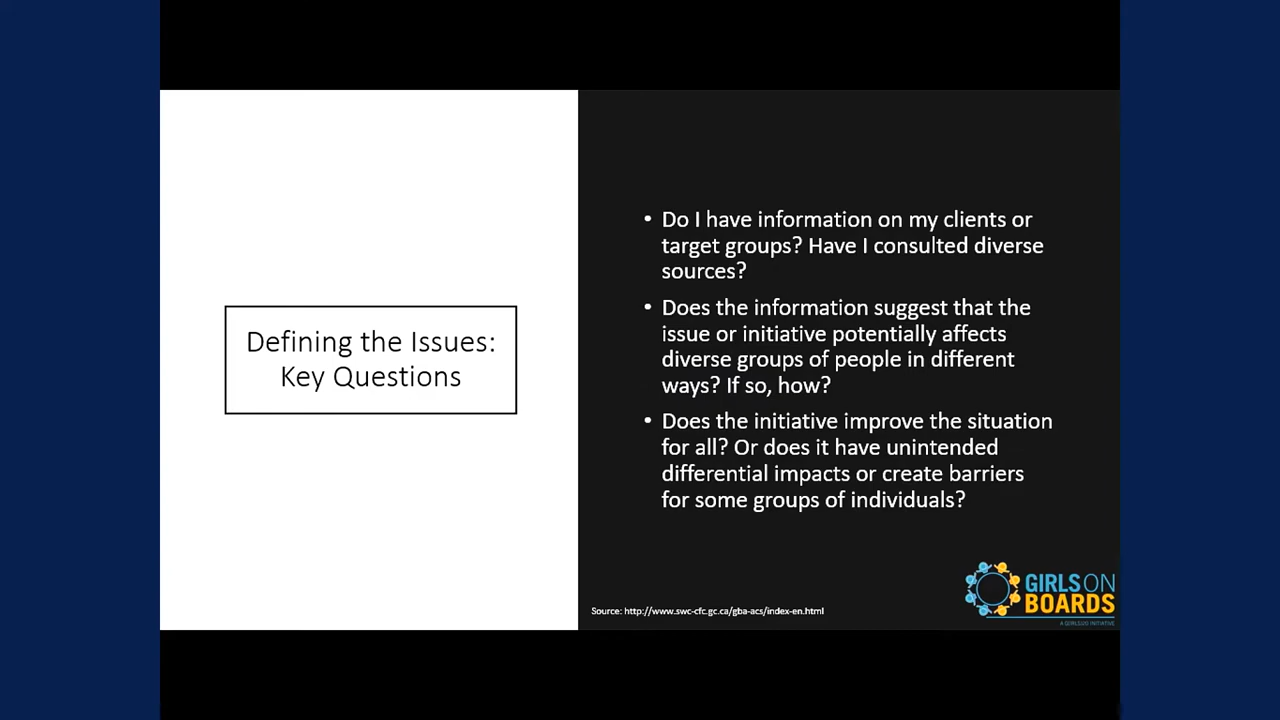 Defining the Issues:
Key Questions
• Do I have information on my clients or
target groups? Have I consulted diverse
sources?
• Does the information suggest that the
issue or initiative potentially affects
diverse groups of people in different
ways? If so, how?
• Does the initiative improve the situation
for all? Or does it have unintended
differential impacts or create barriers
for some groups of individuals?
Source: http://www.swc-cfc.gc.ca/gba-acs/index-en.html
GIRLS ON
BOARDS
A GIRLS20 INITIATIVE